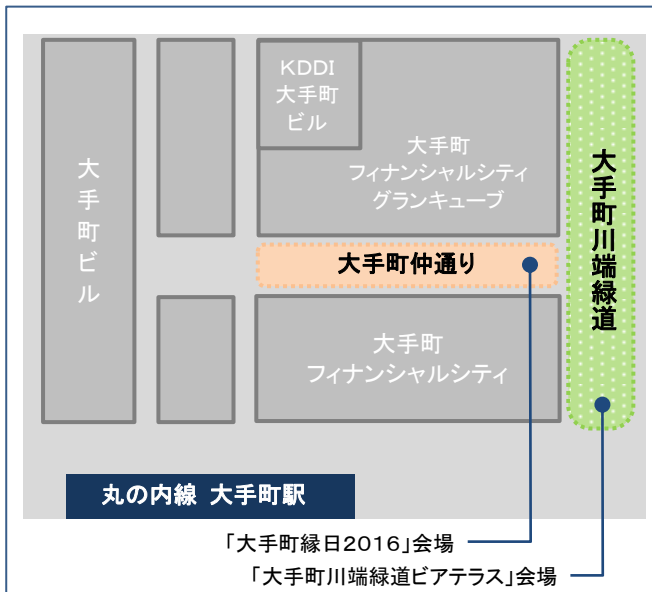 KDDI
大手町
ビル
大手町
フィナンシャルシティ
グランキューブ
大手町ビル
大手町川端緑道
大手町仲通り
大手町
フィナンシャルシティ
丸の内線 大手町駅
「大手町縁日2016」会場
「大手町川端緑道ビアテラス」会場